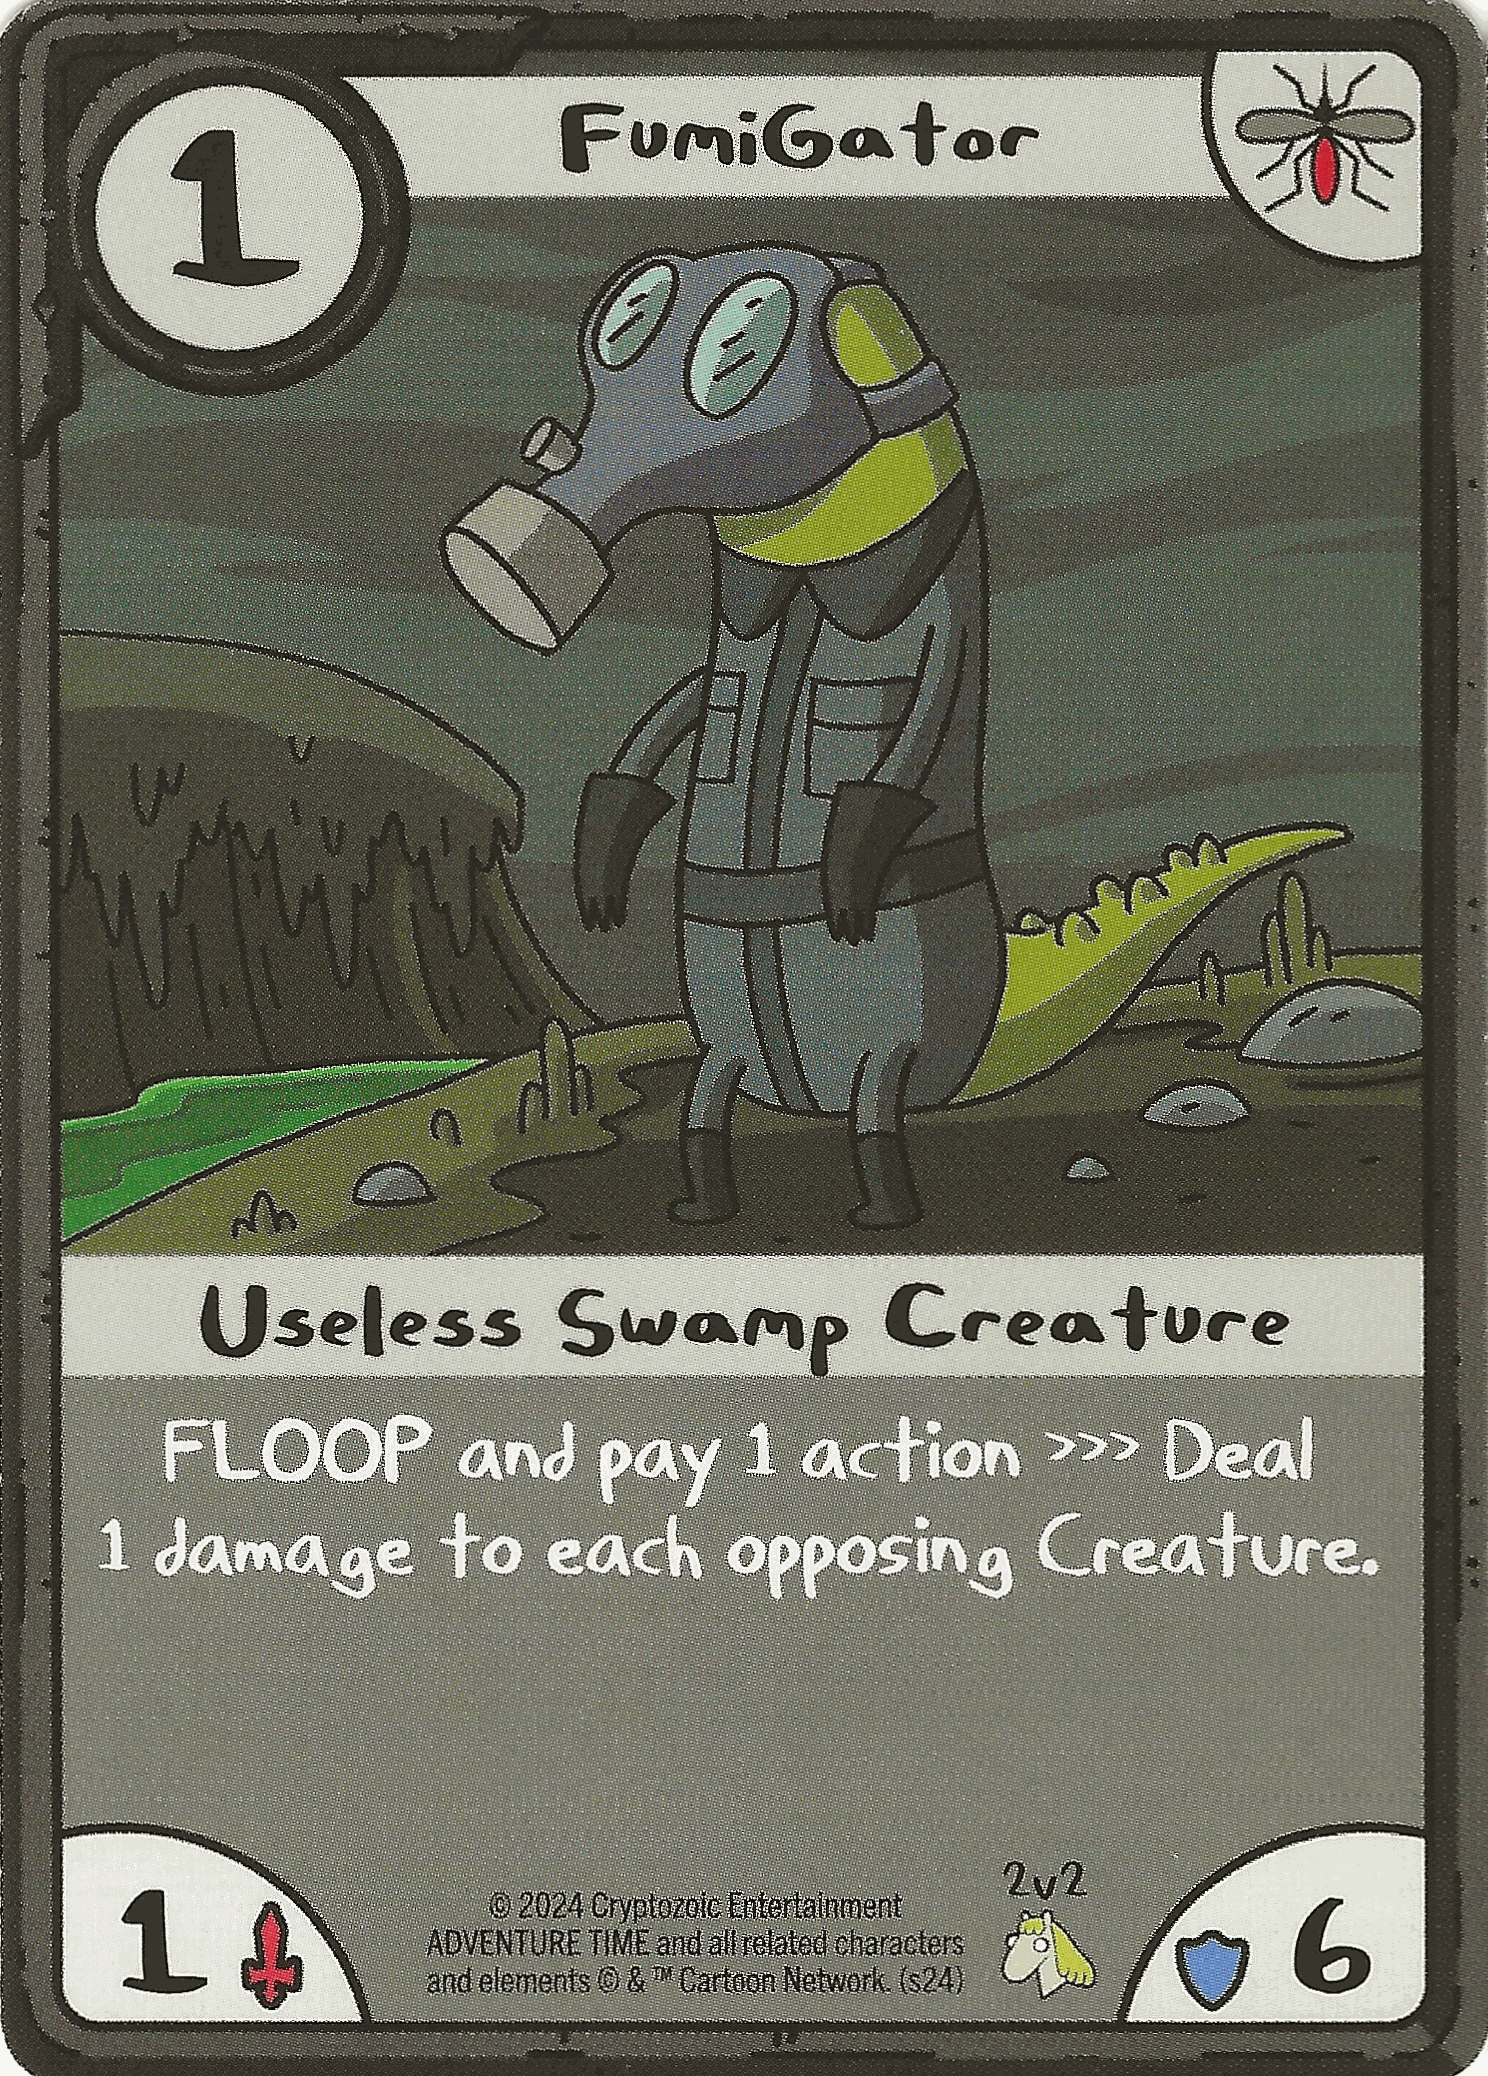 1
FumiGator
Useless Swamp Creature
FLOOP and pay 1 action >>> Deal
1 damage to each opposing Creature.
1
© 2024 Cryptozoic Entertainment
ADVENTURE TIME and all related characters
and elements © & ™ Cartoon Network. (s24)
2v2
6